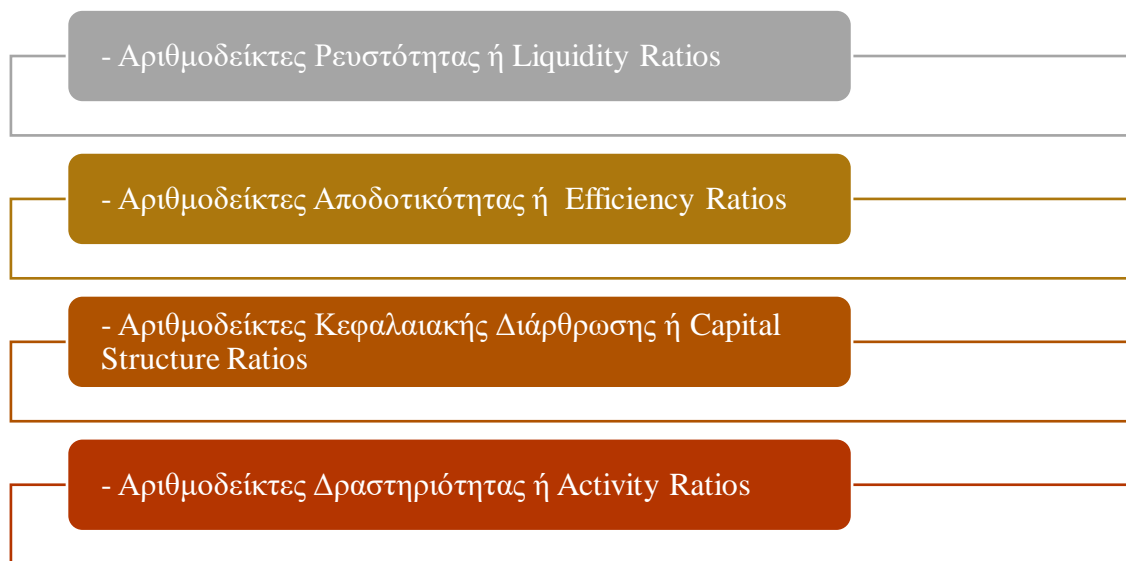 - Αριθμοδείκτες Ρευστότητας ή Liquidity Ratios
- Αριθμοδείκτες Αποδοτικότητας ή Efficiency Ratios
- Αριθμοδείκτες Κεφαλαιακής Διάρθρωσης ή Capital
Structure Ratios
- Αριθμοδείκτες Δραστηριότητας ή Activity Ratios